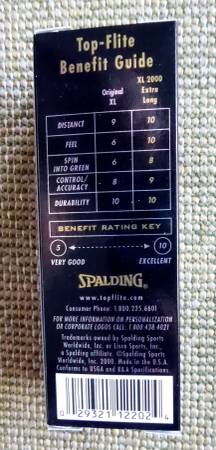 Top-Flite
Benefit Guide
Original XL
XL 2000 Extra Long
DISTANCE 9 10
FEEL 6 10
SPIN INTO GREEN 6 8
CONTROL/ACCURACY 8 9
DURABILITY 10 10
BENEFIT RATING KEY
5 10
VERY GOOD EXCELLENT
SPALDING®
www.topflite.com
Consumer Phone: 1.800.225.6601
FOR MORE INFORMATION ON PERSONALIZATION
OR CORPORATE LOGOS CALL: 1.800.438.4021
Trademarks owned by Spalding Sports
Worldwide, Inc. or Lisco Sports, Inc.,
a Spalding affiliate. ©Spalding Sports
Worldwide, Inc. 2000. Made in the U.S.A.
Conforms to USGA and R&A Specifications.
0 29321 12202 4